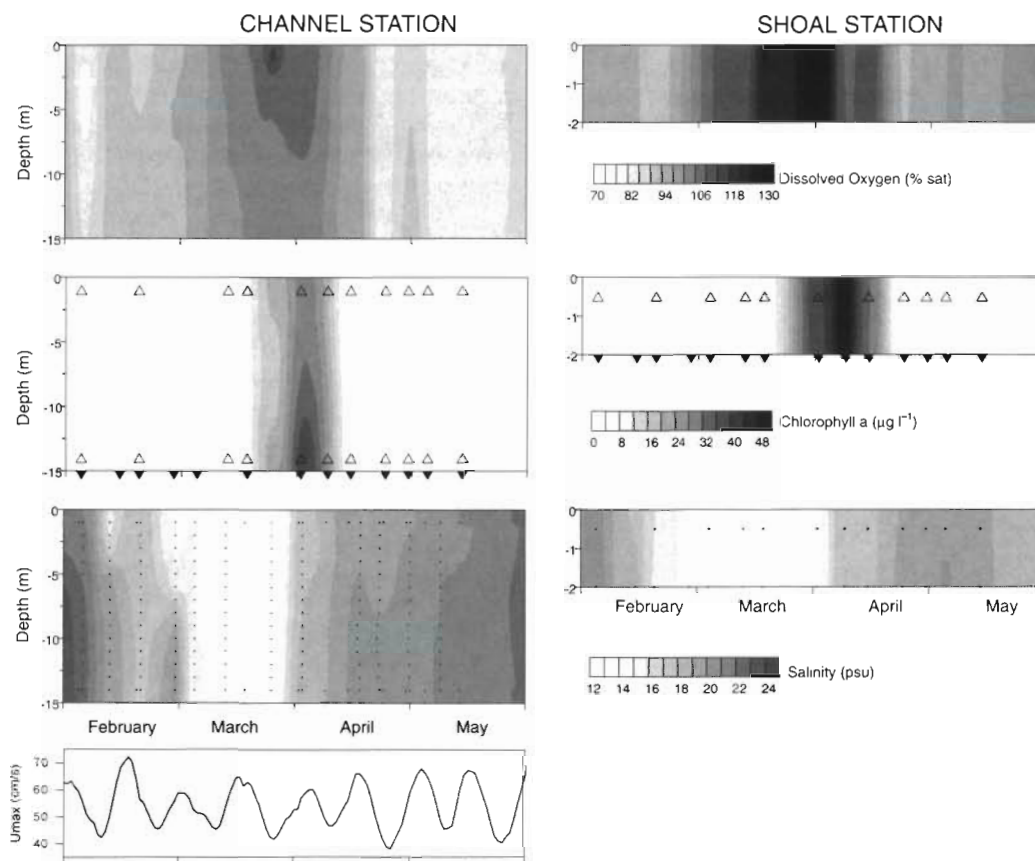 CHANNEL STATION
SHOAL STATION
0
-5
-10
-15
Depth (m)
0
-1
-2
Dissolved Oxygen (% sat)
70 82 94 106 118 130
0
-5
-10
-15
Depth (m)
0
-1
-2
Chlorophyll a (µg l⁻¹)
0 8 16 24 32 40 48
0
-5
-10
-15
Depth (m)
February March April May
0
-1
-2
February March April May
Salinity (psu)
12 14 16 18 20 22 24
70
60
50
40
Umax (cm/s)